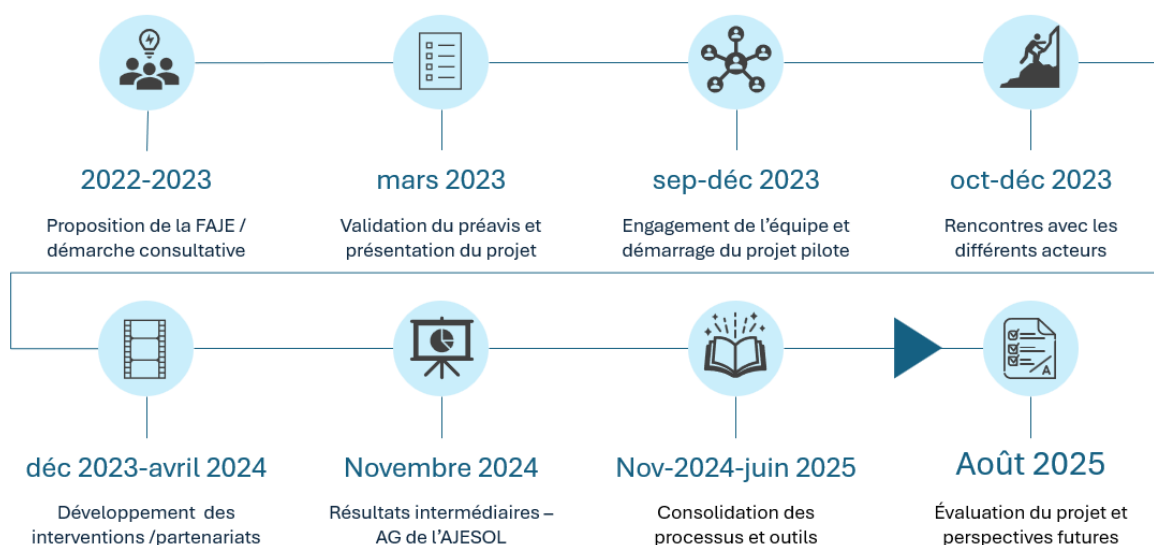 2022-2023
Proposition de la FAJE /
démarche consultative
mars 2023
Validation du préavis et
présentation du projet
sep-déc 2023
Engagement de l'équipe et
démarrage du projet pilote
oct-déc 2023
Rencontres avec les
différents acteurs
déc 2023-avril 2024
Développement des
interventions /partenariats
Novembre 2024
Résultats intermédiaires –
AG de l'AJESOL
Nov-2024-juin 2025
Consolidation des
processus et outils
A
Août 2025
Évaluation du projet et
perspectives futures